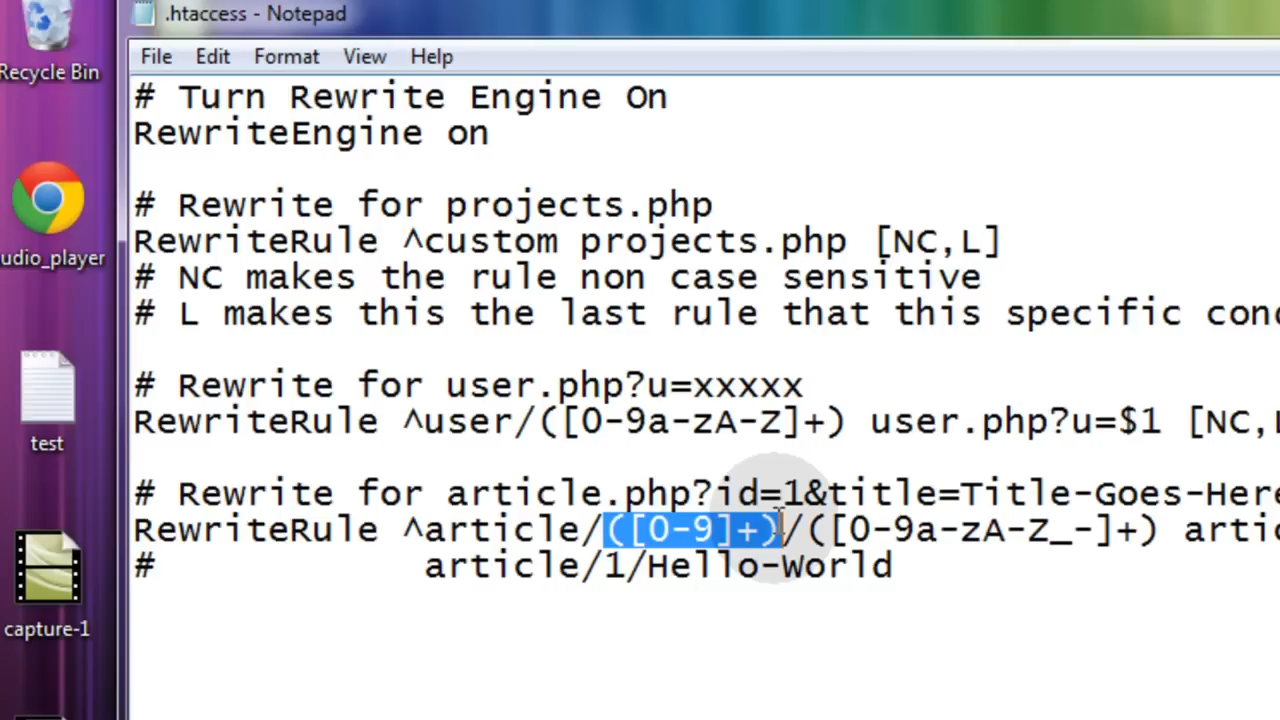 .htaccess - Notepad
File Edit Format View Help
Recycle Bin
udio_player
test
capture-1
# Turn Rewrite Engine On
RewriteEngine on
# Rewrite for projects.php
RewriteRule ^custom projects.php [NC,L]
# NC makes the rule non case sensitive
# L makes this the last rule that this specific conc
# Rewrite for user.php?u=xxxxx
RewriteRule ^user/([0-9a-zA-Z]+) user.php?u=$1 [NC,L
# Rewrite for article.php?id=1&title=Title-Goes-Here
RewriteRule ^article/([0-9]+)/([0-9a-zA-Z_-]+) artic
# article/1/Hello-World